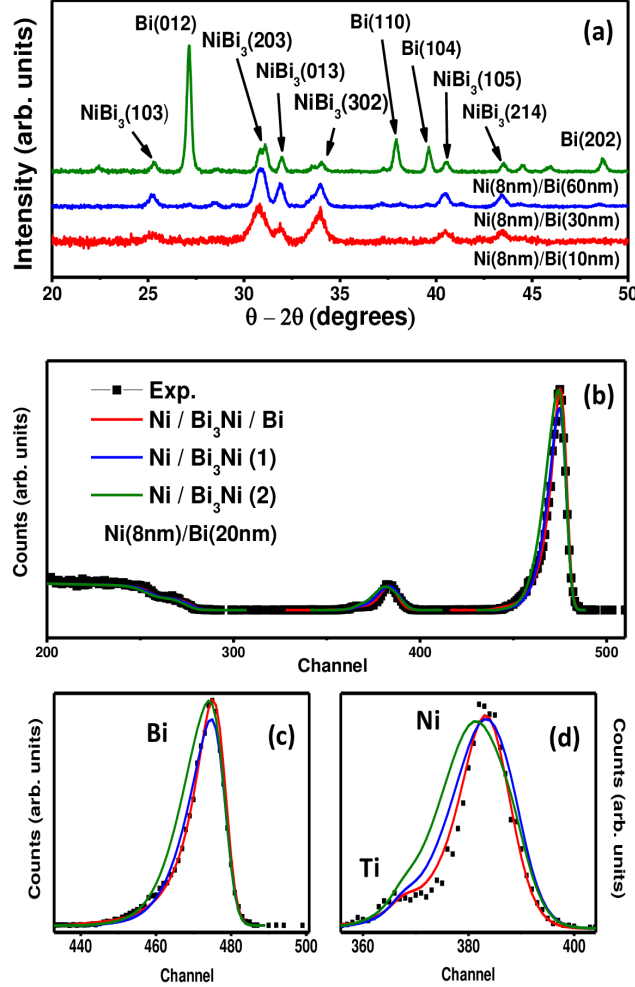 (a)
Bi(012)
Bi(110)
NiBi3(203)
Bi(104)
NiBi3(013)
NiBi3(105)
NiBi3(302)
NiBi3(103)
NiBi3(214)
Bi(202)
Ni(8nm)/Bi(60nm)
Ni(8nm)/Bi(30nm)
Ni(8nm)/Bi(10nm)
Intensity (arb. units)
20 25 30 35 40 45 50
θ – 2θ (degrees)
(b)
Exp.
Ni / Bi3Ni / Bi
Ni / Bi3Ni (1)
Ni / Bi3Ni (2)
Ni(8nm)/Bi(20nm)
Counts (arb. units)
200 300 400 500
Channel
Bi
(c)
Counts (arb. units)
440 460 480 500
Channel
Ni
(d)
Ti
Counts (arb. units)
360 380 400
Channel